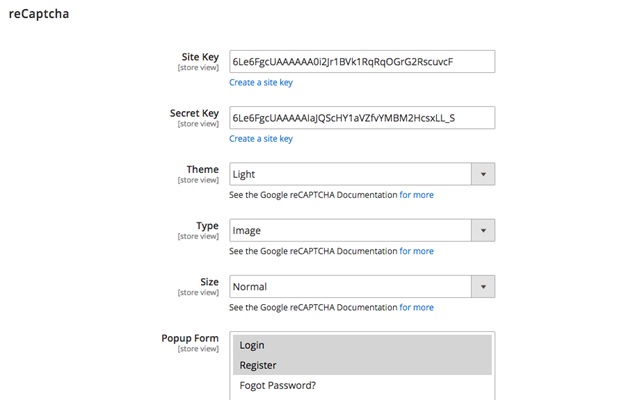 reCaptcha
Site Key
[store view]
6Le6FgcUAAAAAA0i2Jr1BVk1RqRqOGrG2RscuvcF
Create a site key
Secret Key
[store view]
6Le6FgcUAAAAAIaJQScHY1aVZfvYMBM2HcsxLL_S
Create a site key
Theme
[store view]
Light
See the Google reCAPTCHA Documentation for more
Type
[store view]
Image
See the Google reCAPTCHA Documentation for more
Size
[store view]
Normal
See the Google reCAPTCHA Documentation for more
Popup Form
[store view]
Login
Register
Fogot Password?